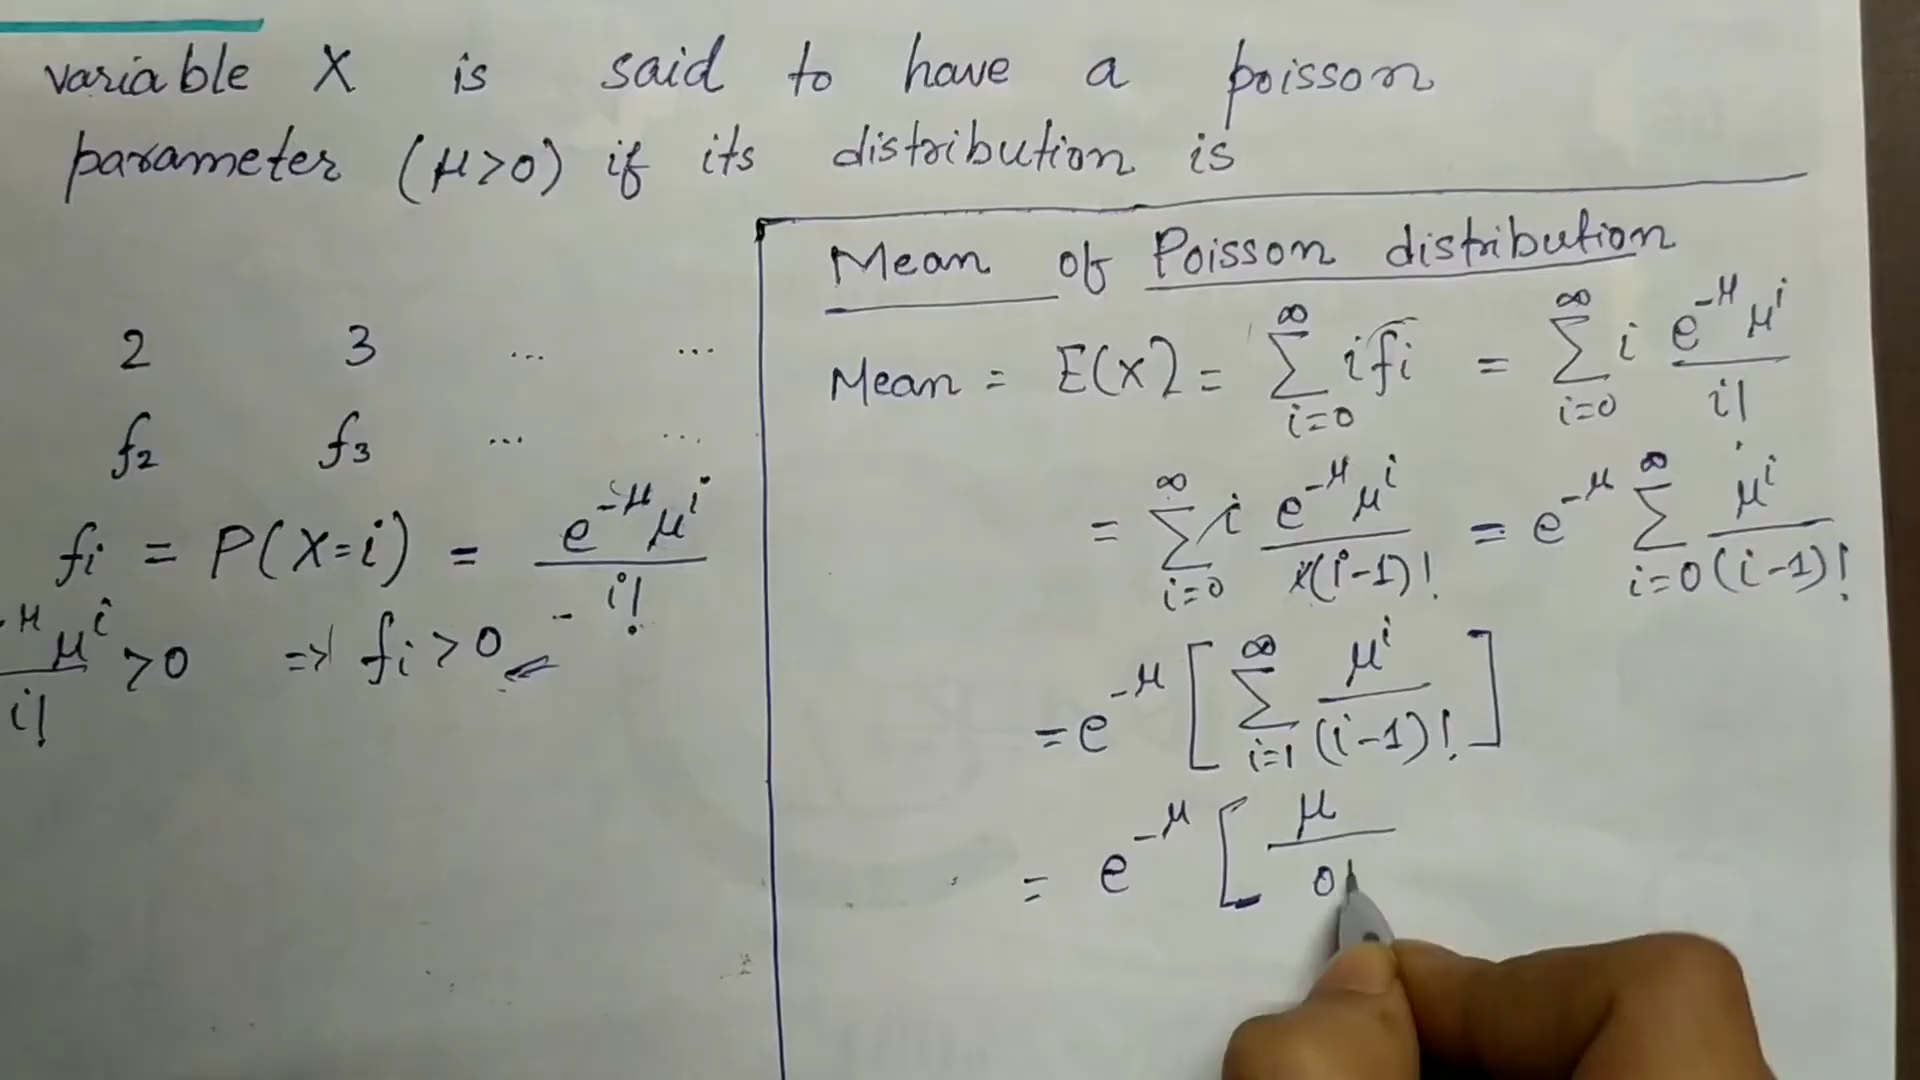 variable X is said to have a poisson
parameter (μ>0) if its distribution is
2 3 ... ...
f₂ f₃ ... ...
fi = P(X=i) = e^-μ μ^i / i!
-μ μ^i / i! >0 => fi >0
Mean of Poisson distribution
Mean = E(X) = ∑_{i=0}^∞ i fi = ∑_{i=0}^∞ i e^-μ μ^i / i!
= ∑_{i=0}^∞ i e^-μ μ^i / i(i-1)! = e^-μ ∑_{i=0}^∞ μ^i / (i-1)!
= e^-μ [ ∑_{i=1}^∞ μ^i / (i-1)! ]
= e^-μ [ μ / 0